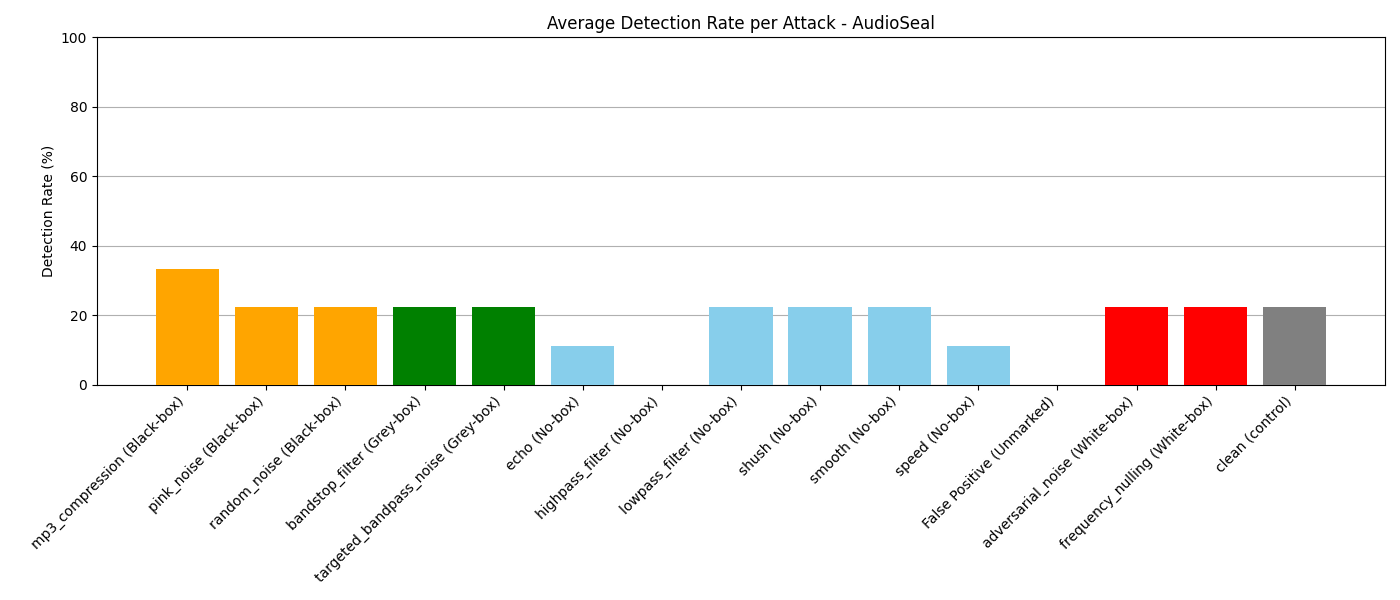 Average Detection Rate per Attack - AudioSeal
Detection Rate (%)
100
80
60
40
20
0
mp3_compression (Black-box)
pink_noise (Black-box)
random_noise (Black-box)
bandstop_filter (Grey-box)
targeted_bandpass_noise (Grey-box)
echo (No-box)
highpass_filter (No-box)
lowpass_filter (No-box)
shush (No-box)
smooth (No-box)
speed (No-box)
False Positive (Unmarked)
adversarial_noise (White-box)
frequency_nulling (White-box)
clean (control)